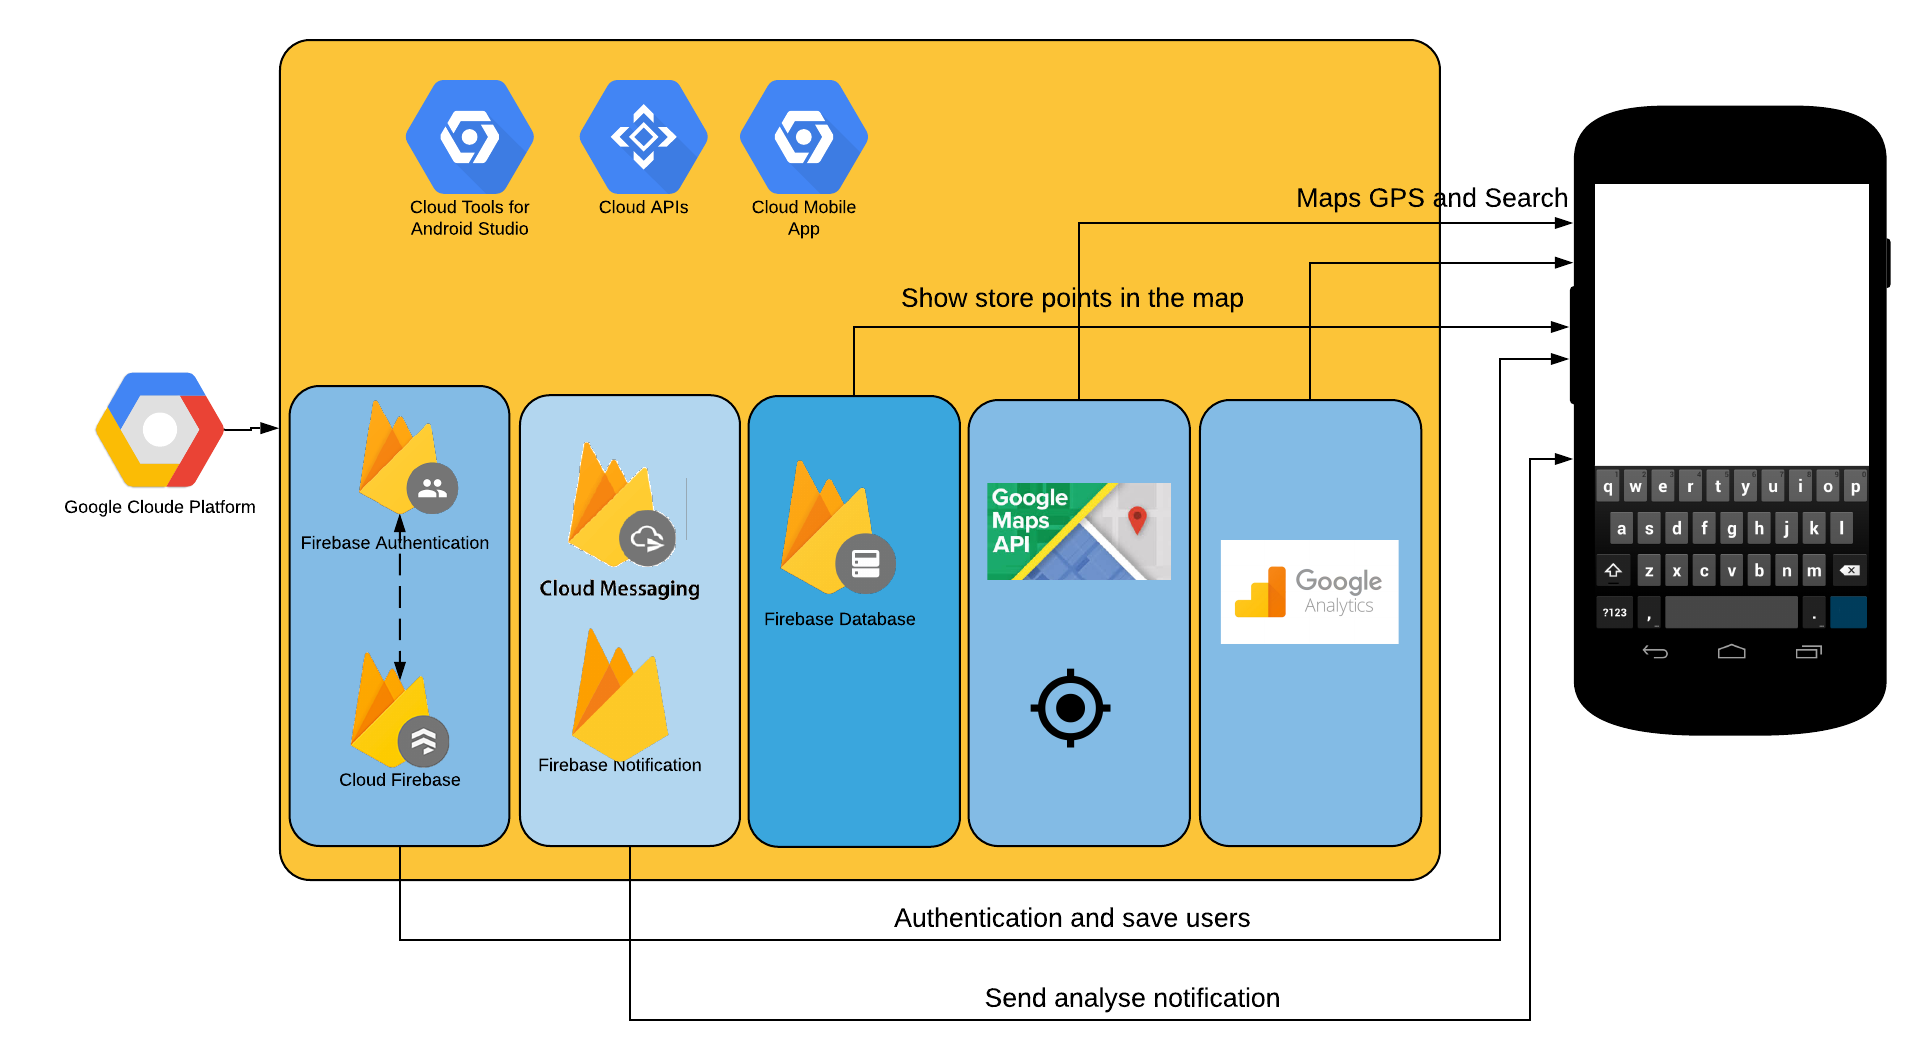 Cloud Tools for
Android Studio
Cloud APIs
Cloud Mobile
App
Maps GPS and Search
Show store points in the map
Google Cloude Platform
Firebase Authentication
Cloud Firebase
Cloud Messaging
Firebase Notification
Firebase Database
Google
Maps
API
Google
Analytics
q w e r t y u i o p
a s d f g h j k l
z x c v b n m
?123 , .
Authentication and save users
Send analyse notification